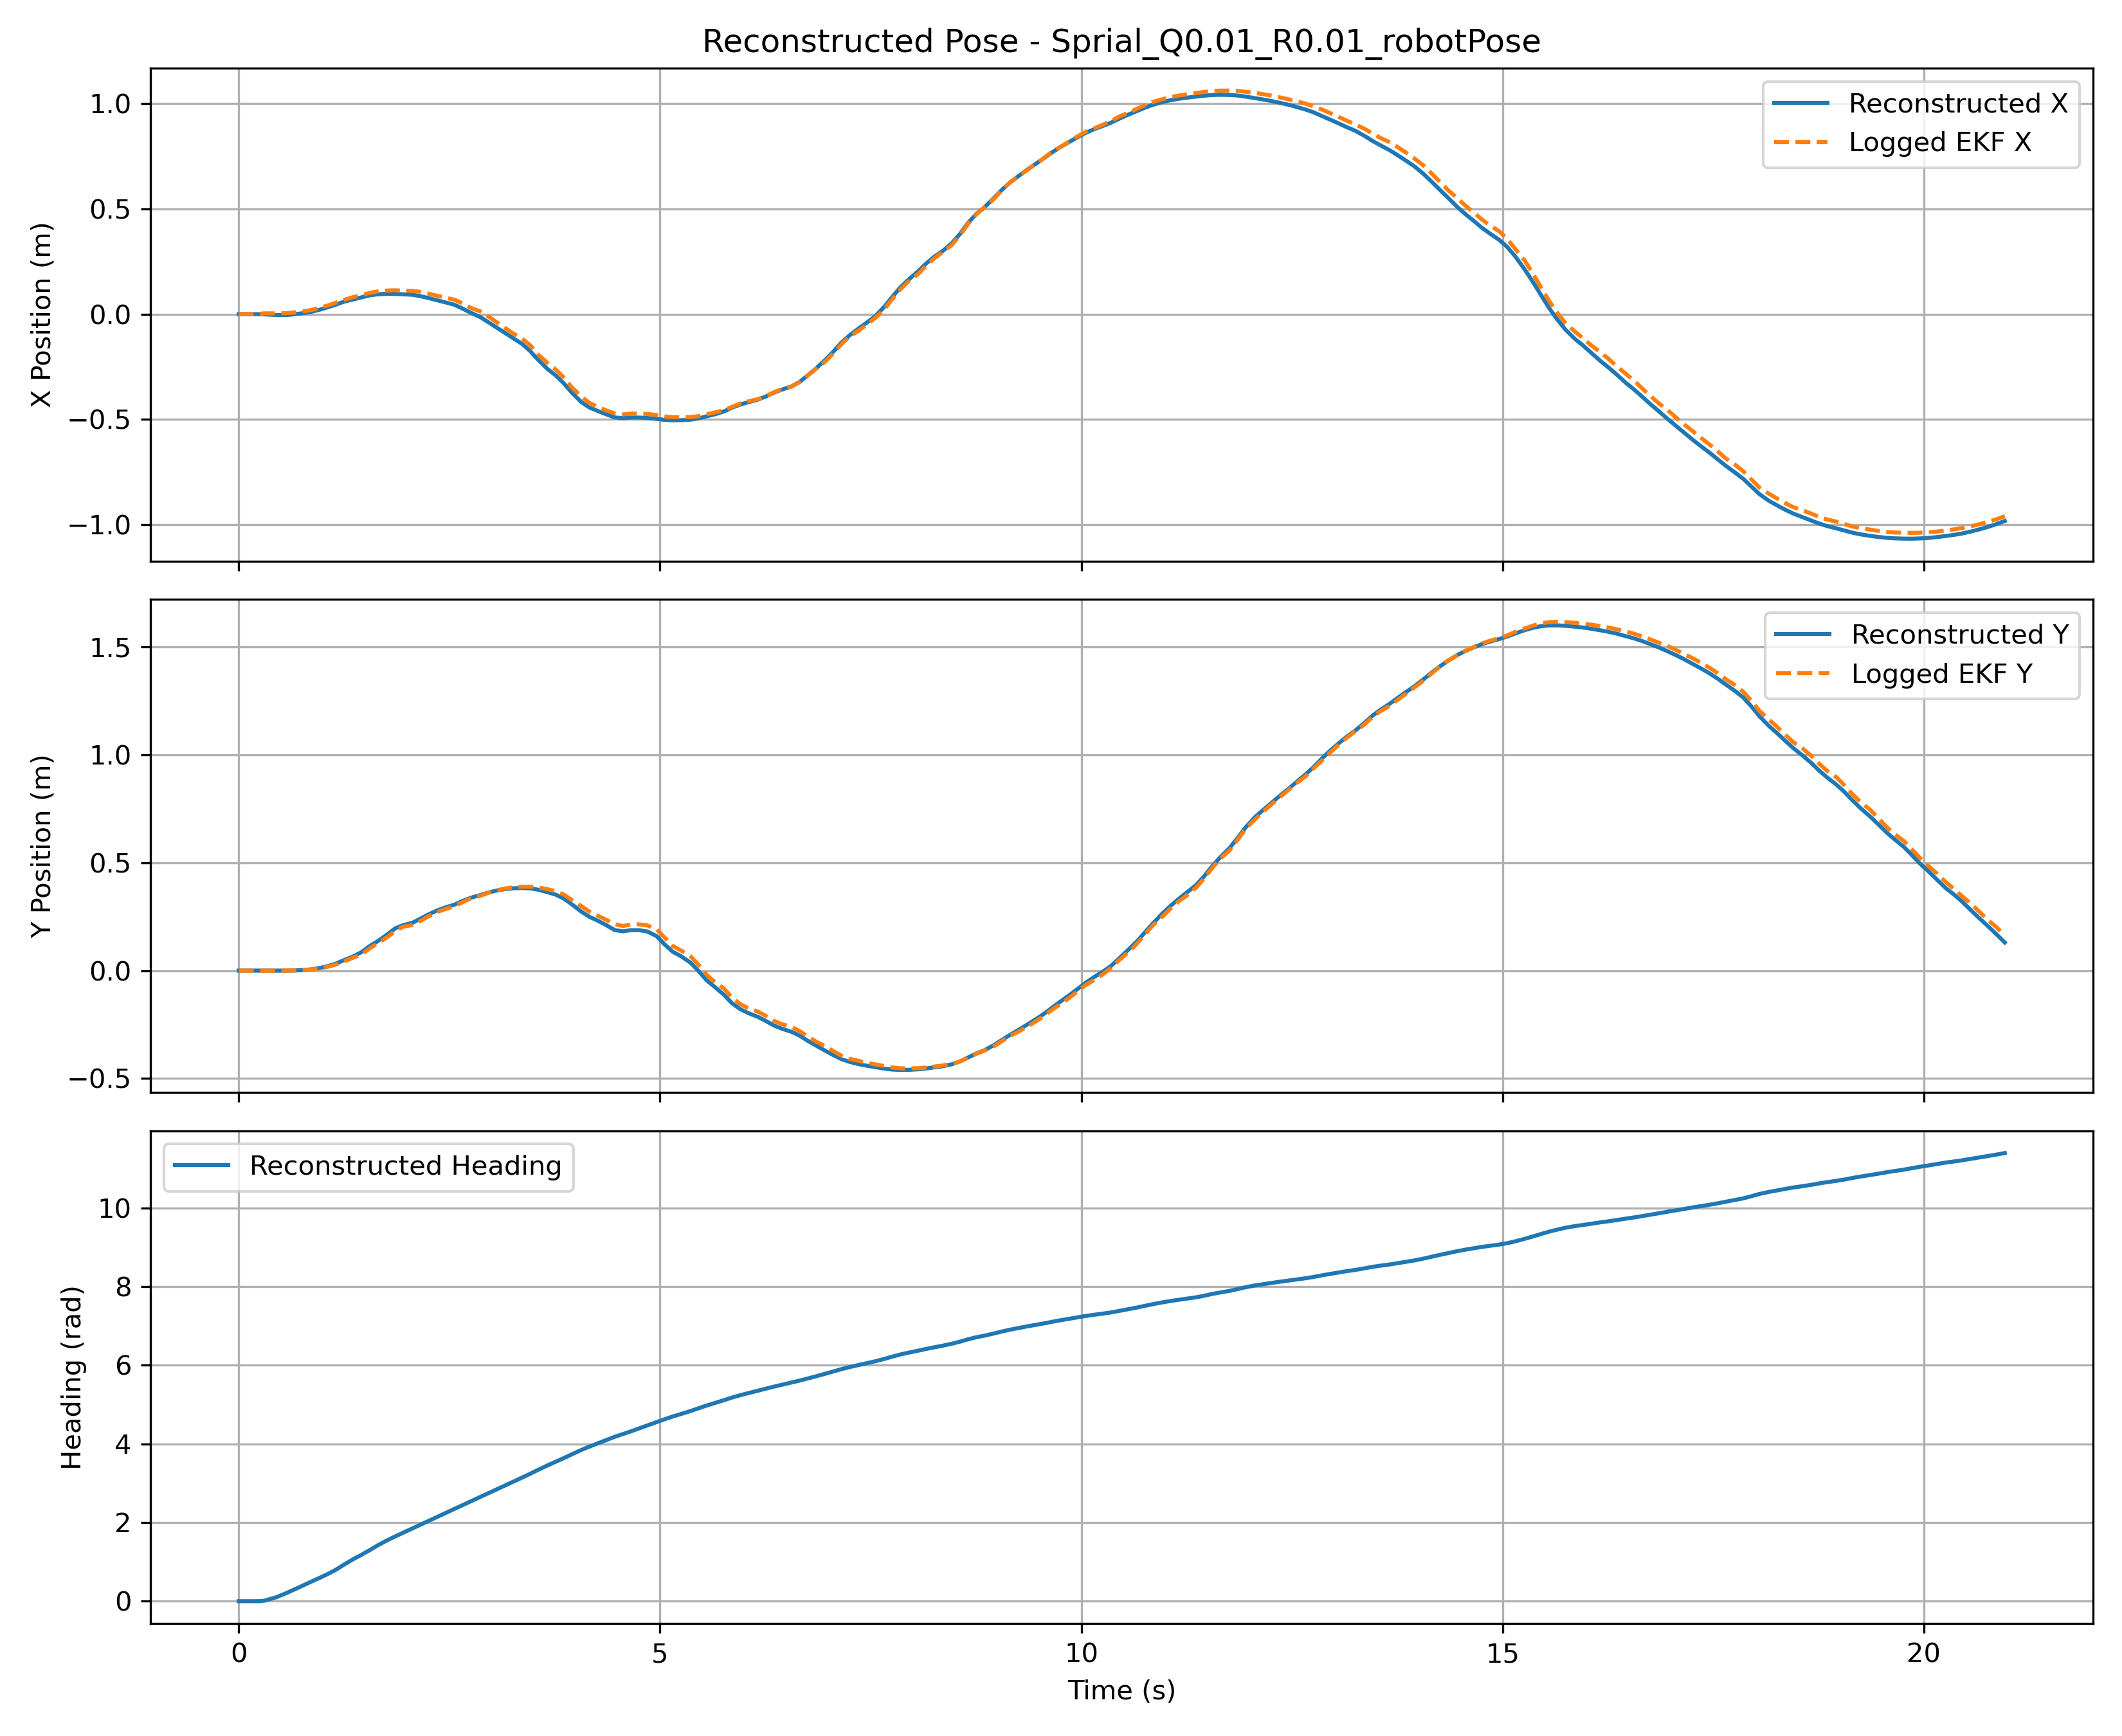 Reconstructed Pose - Sprial_Q0.01_R0.01_robotPose
X Position (m)
1.0
0.5
0.0
−0.5
−1.0
Reconstructed X
Logged EKF X
Y Position (m)
1.5
1.0
0.5
0.0
−0.5
Reconstructed Y
Logged EKF Y
Heading (rad)
10
8
6
4
2
0
Reconstructed Heading
0 5 10 15 20
Time (s)